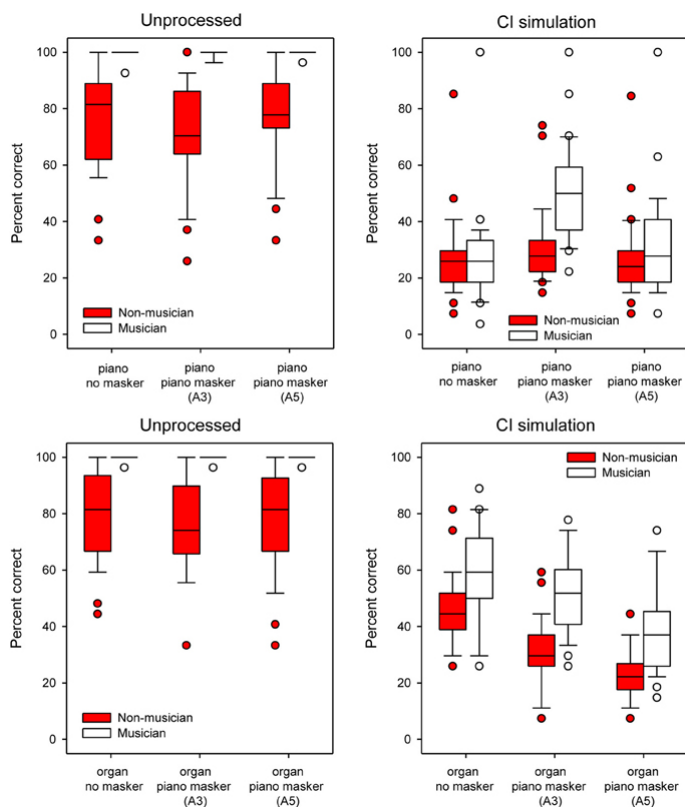 Unprocessed
Percent correct
100
80
60
40
20
0
Non-musician
Musician
piano
no masker
piano
piano masker
(A3)
piano
piano masker
(A5)
CI simulation
Percent correct
100
80
60
40
20
0
Non-musician
Musician
piano
no masker
piano
piano masker
(A3)
piano
piano masker
(A5)
Unprocessed
Percent correct
100
80
60
40
20
0
Non-musician
Musician
organ
no masker
organ
piano masker
(A3)
organ
piano masker
(A5)
CI simulation
Percent correct
100
80
60
40
20
0
Non-musician
Musician
organ
no masker
organ
piano masker
(A3)
organ
piano masker
(A5)